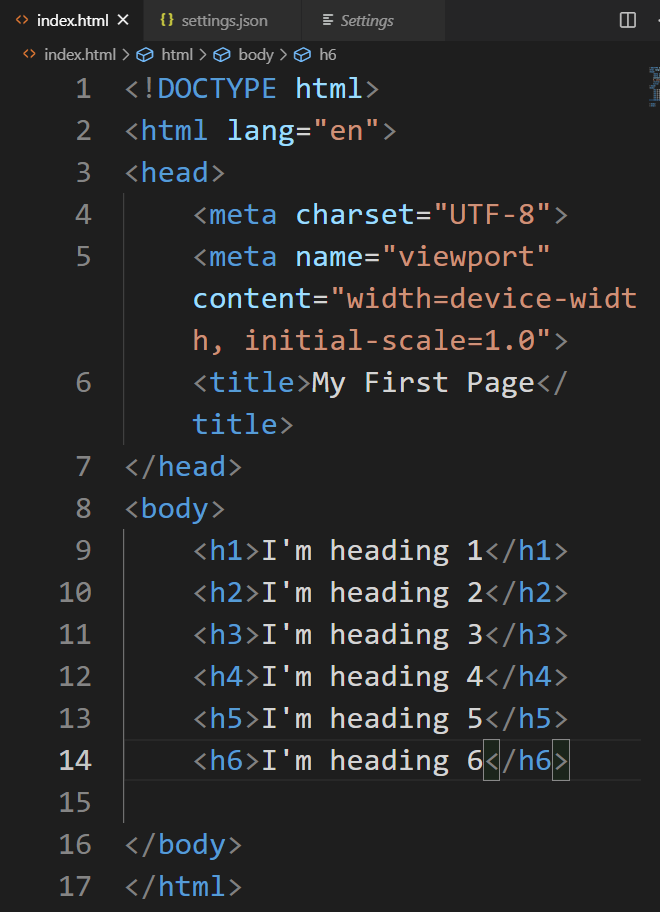 index.html settings.json Settings
index.html > html > body > h6
1 <!DOCTYPE html>
2 <html lang="en">
3 <head>
4 <meta charset="UTF-8">
5 <meta name="viewport"
content="width=device-widt
h, initial-scale=1.0">
6 <title>My First Page</
title>
7 </head>
8 <body>
9 <h1>I'm heading 1</h1>
10 <h2>I'm heading 2</h2>
11 <h3>I'm heading 3</h3>
12 <h4>I'm heading 4</h4>
13 <h5>I'm heading 5</h5>
14 <h6>I'm heading 6</h6>
15
16 </body>
17 </html>